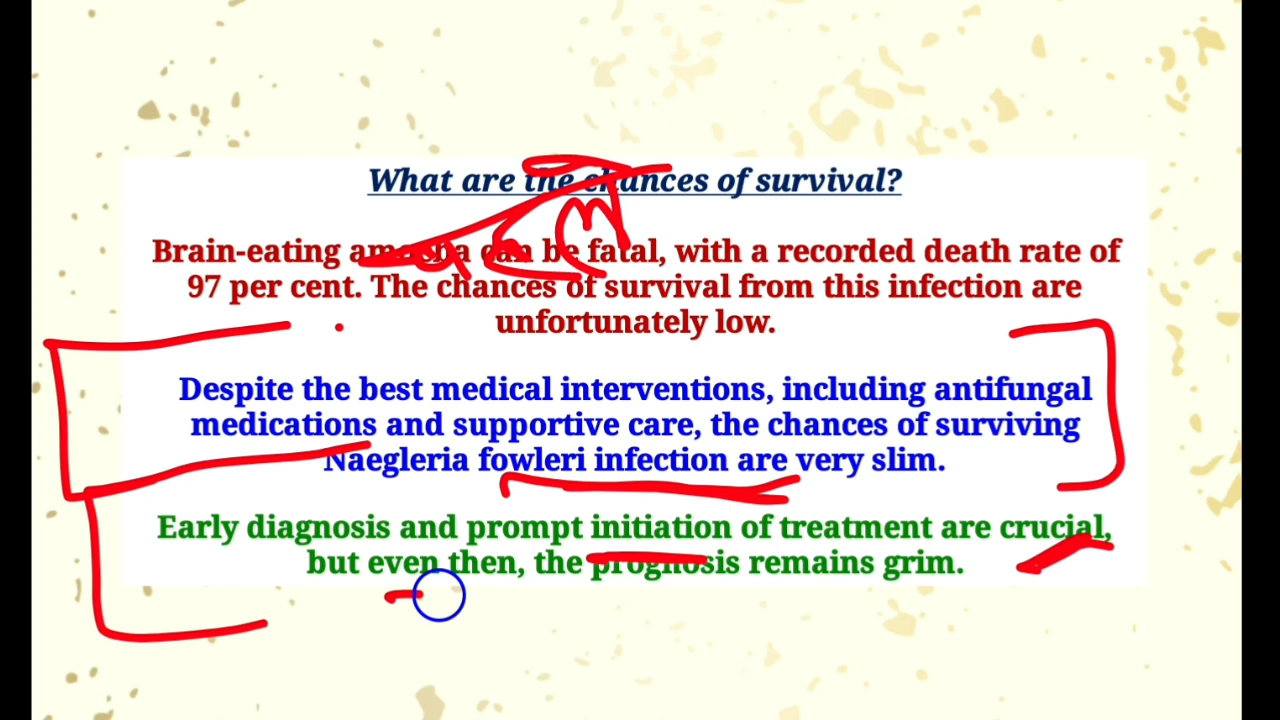 What are the chances of survival?
Brain-eating amoeba can be fatal, with a recorded death rate of
97 per cent. The chances of survival from this infection are
unfortunately low.
Despite the best medical interventions, including antifungal
medications and supportive care, the chances of surviving
Naegleria fowleri infection are very slim.
Early diagnosis and prompt initiation of treatment are crucial,
but even then, the prognosis remains grim.